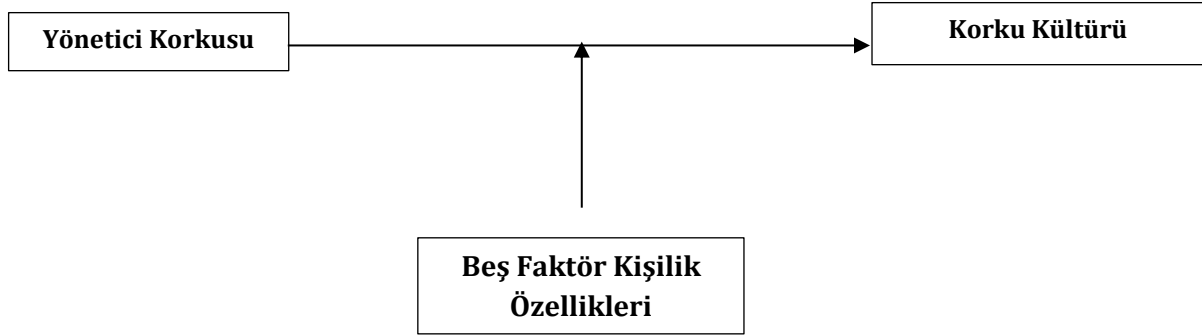 Yönetici Korkusu
Korku Kültürü
Beş Faktör Kişilik
Özellikleri